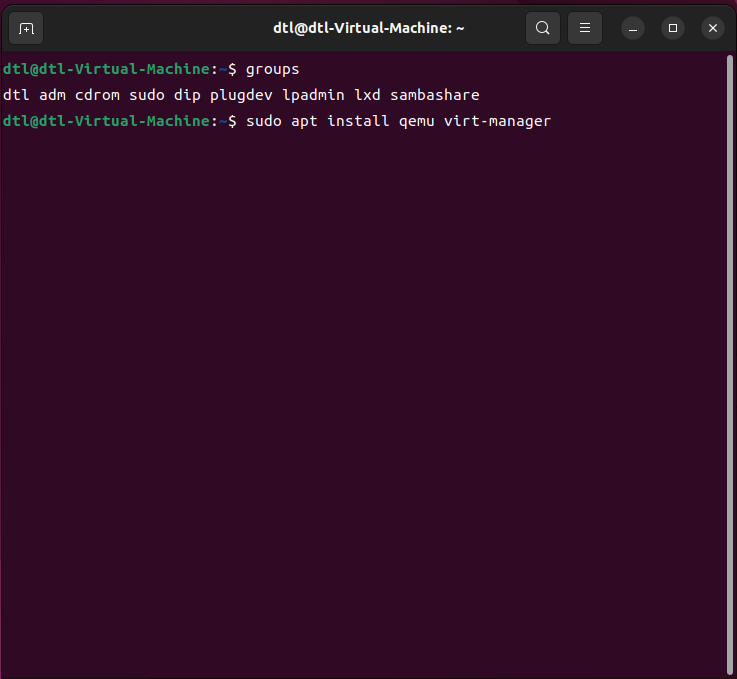 dtl@dtl-Virtual-Machine: ~
dtl@dtl-Virtual-Machine:~$ groups
dtl adm cdrom sudo dip plugdev lpadmin lxd sambashare
dtl@dtl-Virtual-Machine:~$ sudo apt install qemu virt-manager